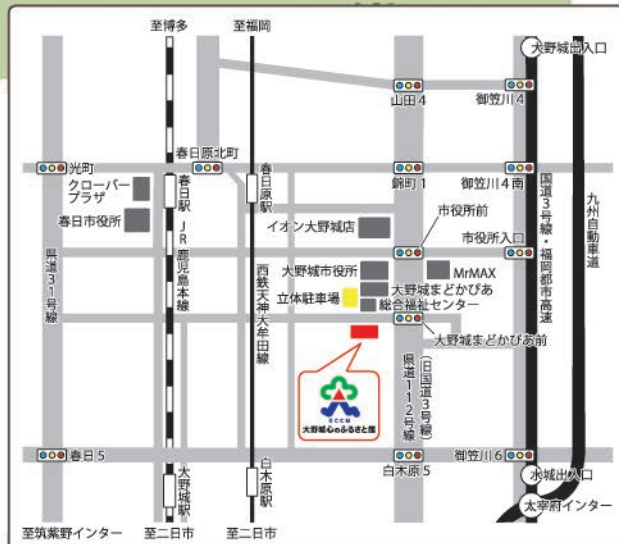 至博多
至福岡
大野城出入口
山田4
御笠川4
光町
春日原北町
春日駅
春日原駅
錦町1
御笠川4南
クローバー
プラザ
春日市役所
イオン大野城店
市役所前
市役所入口
国道3号線・福岡都市高速
九州自動車道
県道31号線
JR鹿児島本線
西鉄天神大牟田線
大野城市役所
MrMAX
立体駐車場
大野城まどかぴあ
総合福祉センター
大野城まどかぴあ前
県道112号線
(旧国道3号線)
OCCM
大野城心のふるさと館
春日5
大野城駅
白木原駅
白木原5
御笠川6
水城出入口
太宰府インター
至筑紫野インター
至二日市
至二日市